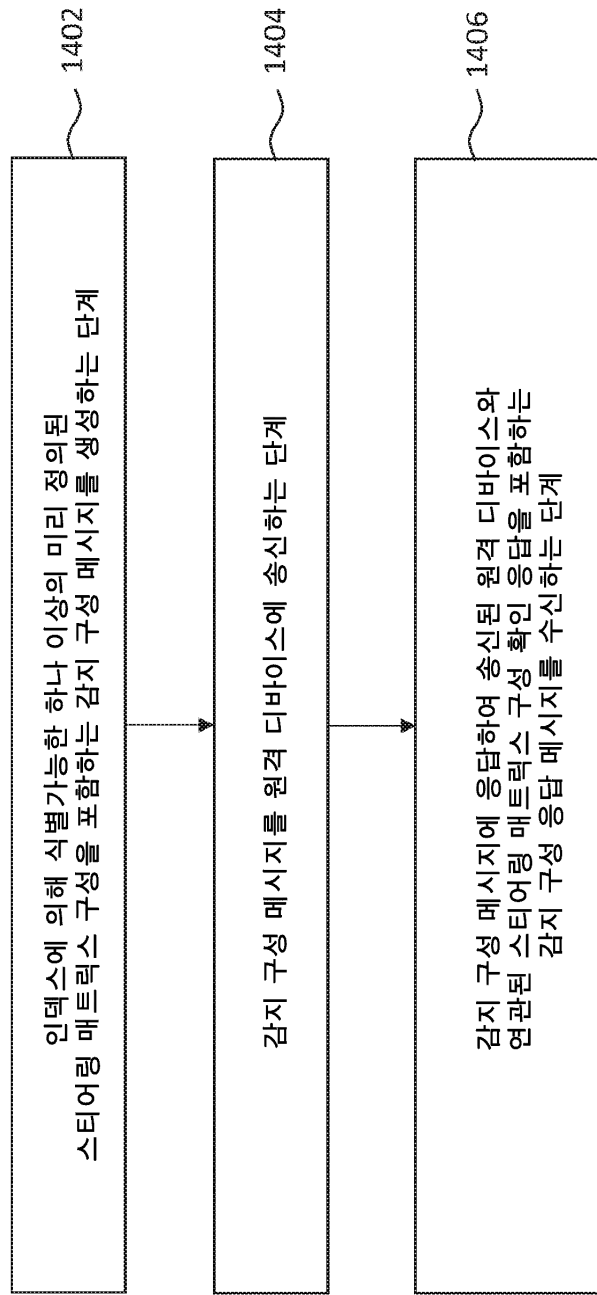 인덱스에 의해 식별가능한 하나 이상의 미리 정의된
스티어링 매트릭스 구성을 포함하는 감지 구성 메시지를 생성하는 단계
1402
감지 구성 메시지를 원격 디바이스에 송신하는 단계
1404
감지 구성 메시지에 응답하여 송신된 원격 디바이스와
연관된 스티어링 매트릭스 구성 확인 응답을 포함하는
감지 구성 응답 메시지를 수신하는 단계
1406